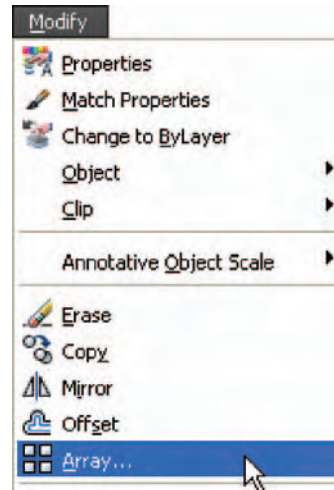 Modify
Properties
Match Properties
Change to ByLayer
Object
Clip
Annotative Object Scale
Erase
Copy
Mirror
Offset
Array...